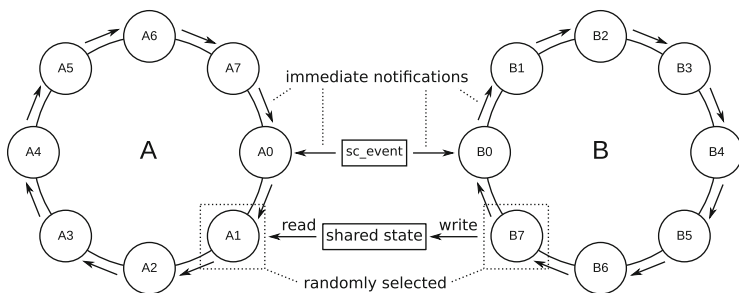 A6
B2
A5
A7
B1
B3
immediate notifications
A4
A
A0
sc_event
B0
B
B4
read
write
A3
A1
shared state
B7
B5
A2
B6
randomly selected